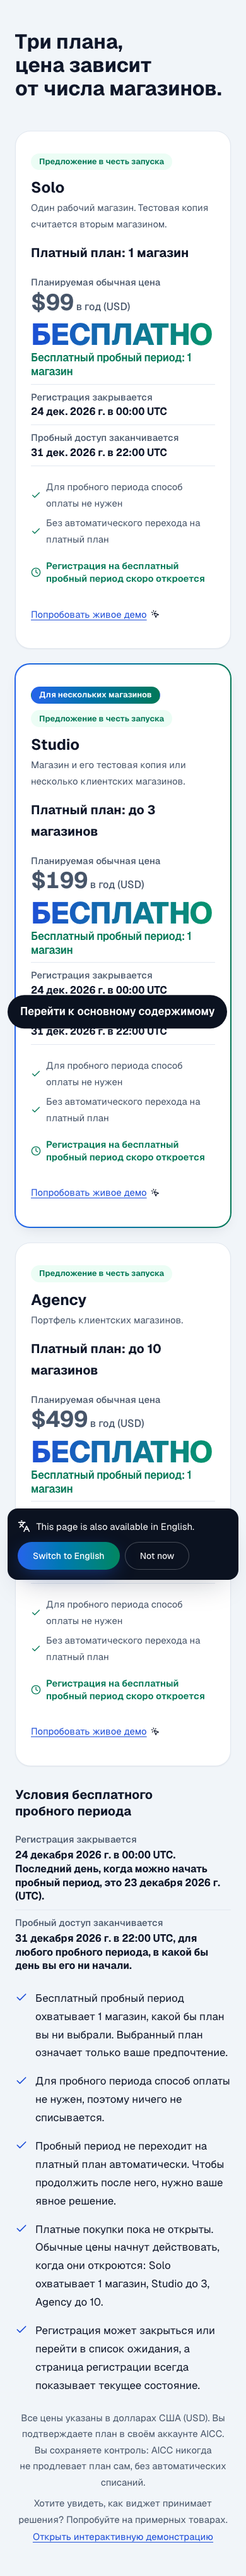 Три плана,
цена зависит
от числа магазинов.
Предложение в честь запуска
Solo
Один рабочий магазин. Тестовая копия
считается вторым магазином.
Платный план: 1 магазин
Планируемая обычная цена
$99 в год (USD)
БЕСПЛАТНО
Бесплатный пробный период: 1
магазин
Регистрация закрывается
24 дек. 2026 г. в 00:00 UTC
Пробный доступ заканчивается
31 дек. 2026 г. в 22:00 UTC
Для пробного периода способ
оплаты не нужен
Без автоматического перехода на
платный план
Регистрация на бесплатный
пробный период скоро откроется
Попробовать живое демо
Для нескольких магазинов
Предложение в честь запуска
Studio
Магазин и его тестовая копия или
несколько клиентских магазинов.
Платный план: до 3
магазинов
Планируемая обычная цена
$199 в год (USD)
БЕСПЛАТНО
Бесплатный пробный период: 1
магазин
Регистрация закрывается
24 дек. 2026 г. в 00:00 UTC
Перейти к основному содержимому
31 дек. 2026 г. в 22:00 UTC
Для пробного периода способ
оплаты не нужен
Без автоматического перехода на
платный план
Регистрация на бесплатный
пробный период скоро откроется
Попробовать живое демо
Предложение в честь запуска
Agency
Портфель клиентских магазинов.
Платный план: до 10
магазинов
Планируемая обычная цена
$499 в год (USD)
БЕСПЛАТНО
Бесплатный пробный период: 1
магазин
This page is also available in English.
Switch to English
Not now
Для пробного периода способ
оплаты не нужен
Без автоматического перехода на
платный план
Регистрация на бесплатный
пробный период скоро откроется
Попробовать живое демо
Условия бесплатного
пробного периода
Регистрация закрывается
24 декабря 2026 г. в 00:00 UTC.
Последний день, когда можно начать
пробный период, это 23 декабря 2026 г.
(UTC).
Пробный доступ заканчивается
31 декабря 2026 г. в 22:00 UTC, для
любого пробного периода, в какой бы
день вы его ни начали.
Бесплатный пробный период
охватывает 1 магазин, какой бы план
вы ни выбрали. Выбранный план
означает только ваше предпочтение.
Для пробного периода способ оплаты
не нужен, поэтому ничего не
списывается.
Пробный период не переходит на
платный план автоматически. Чтобы
продолжить после него, нужно ваше
явное решение.
Платные покупки пока не открыты.
Обычные цены начнут действовать,
когда они откроются: Solo
охватывает 1 магазин, Studio до 3,
Agency до 10.
Регистрация может закрыться или
перейти в список ожидания, а
страница регистрации всегда
показывает текущее состояние.
Все цены указаны в долларах США (USD). Вы
подтверждаете план в своём аккаунте AICC.
Вы сохраняете контроль: AICC никогда
не продлевает план сам, без автоматических
списаний.
Хотите увидеть, как виджет принимает
решения? Попробуйте на примерных товарах.
Открыть интерактивную демонстрацию